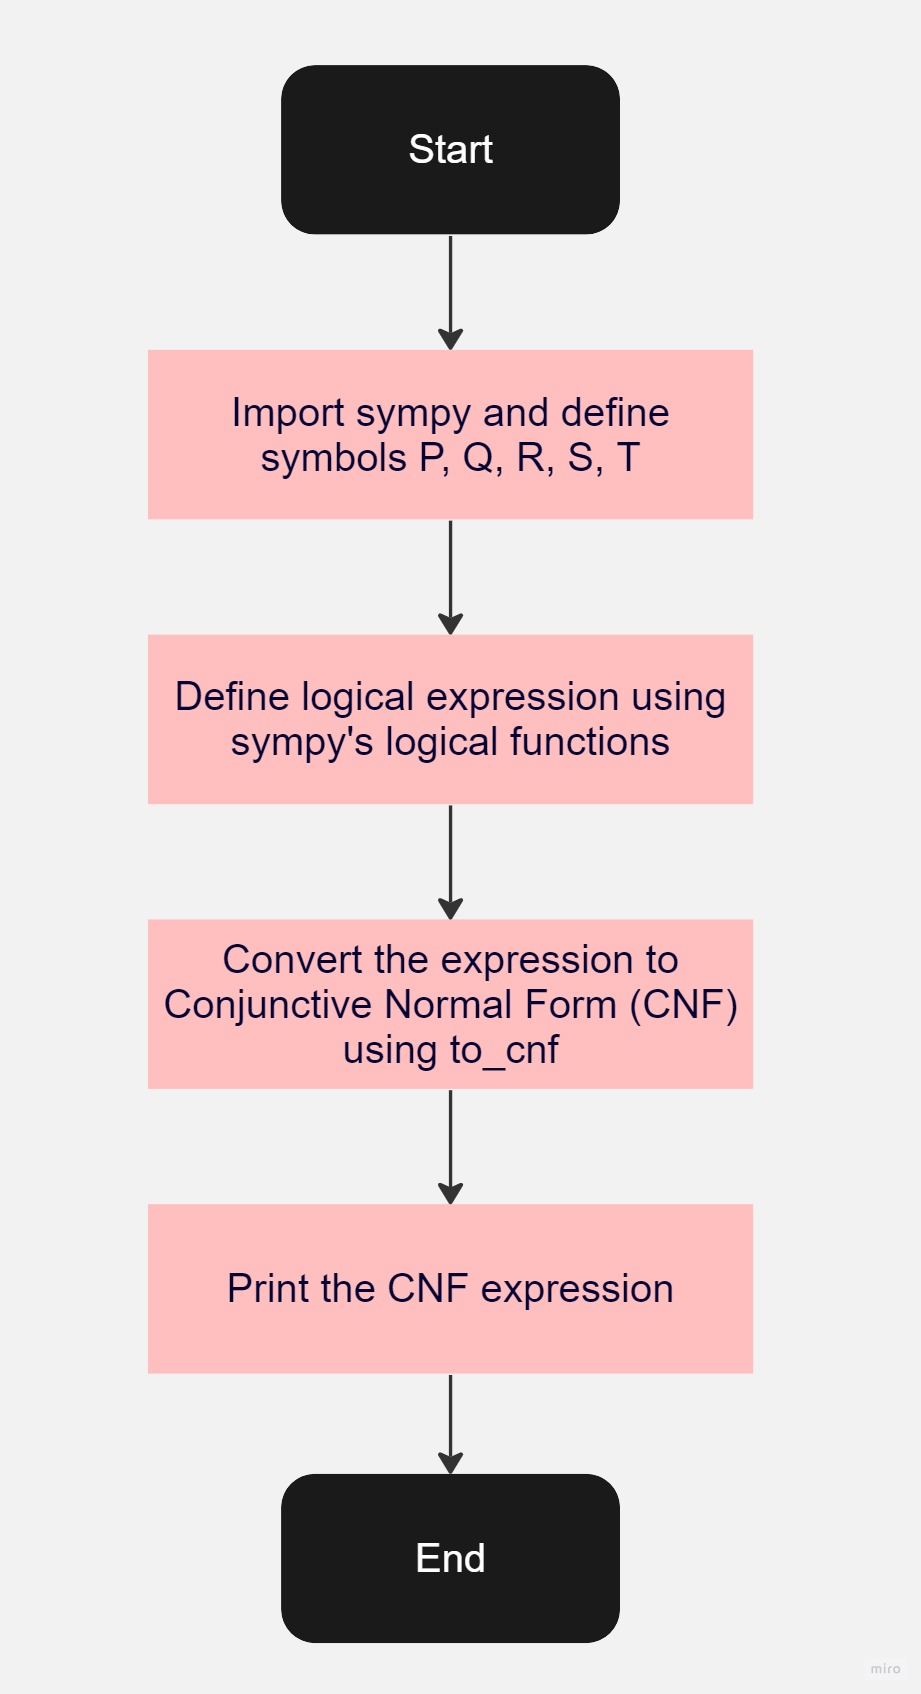 Start
Import sympy and define
symbols P, Q, R, S, T
Define logical expression using
sympy's logical functions
Convert the expression to
Conjunctive Normal Form (CNF)
using to_cnf
Print the CNF expression
End
miro